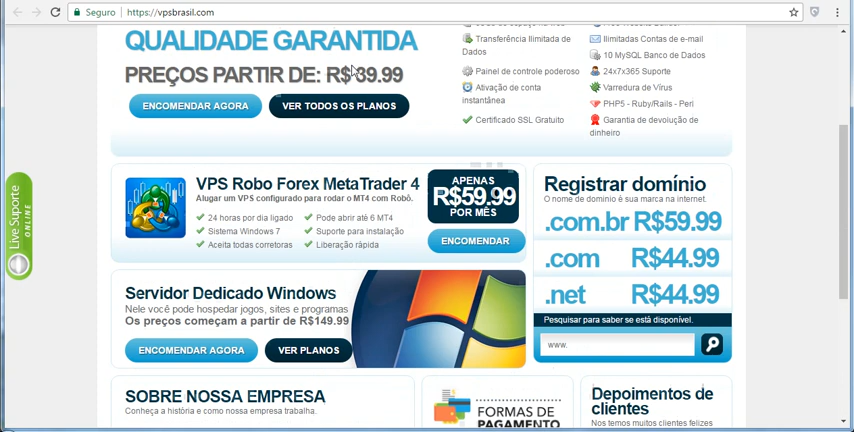 Seguro
https://vpsbrasil.com
QUALIDADE GARANTIDA
PREÇOS PARTIR DE: R$39.99
ENCOMENDAR AGORA
VER TODOS OS PLANOS
Transferência Ilimitada de
Dados
Painel de controle poderoso
Ativação de conta
instantânea
Certificado SSL Gratuito
Ilimitadas Contas de e-mail
10 MySQL Banco de Dados
24x7x365 Suporte
Varredura de Vírus
PHP5 - Ruby/Rails - Perl
Garantia de devolução de
dinheiro
Live Suporte
ONLINE
VPS Robo Forex MetaTrader 4
Alugar um VPS configurado para rodar o MT4 com Robô.
24 horas por dia ligado
Pode abrir até 6 MT4
Sistema Windows 7
Suporte para instalação
Aceita todas corretoras
Liberação rápida
APENAS
R$59.99
POR MÊS
ENCOMENDAR
Registrar domínio
O nome de domínio é sua marca na internet.
.com.br R$59.99
.com R$44.99
.net R$44.99
Pesquisar para saber se está disponível.
www.
Servidor Dedicado Windows
Nele você pode hospedar jogos, sites e programas
Os preços começam a partir de R$149.99
ENCOMENDAR AGORA
VER PLANOS
SOBRE NOSSA EMPRESA
Conheça a história e como nossa empresa trabalha.
FORMAS DE
PAGAMENTO
Depoimentos de
clientes
Nos temos muitos clientes felizes